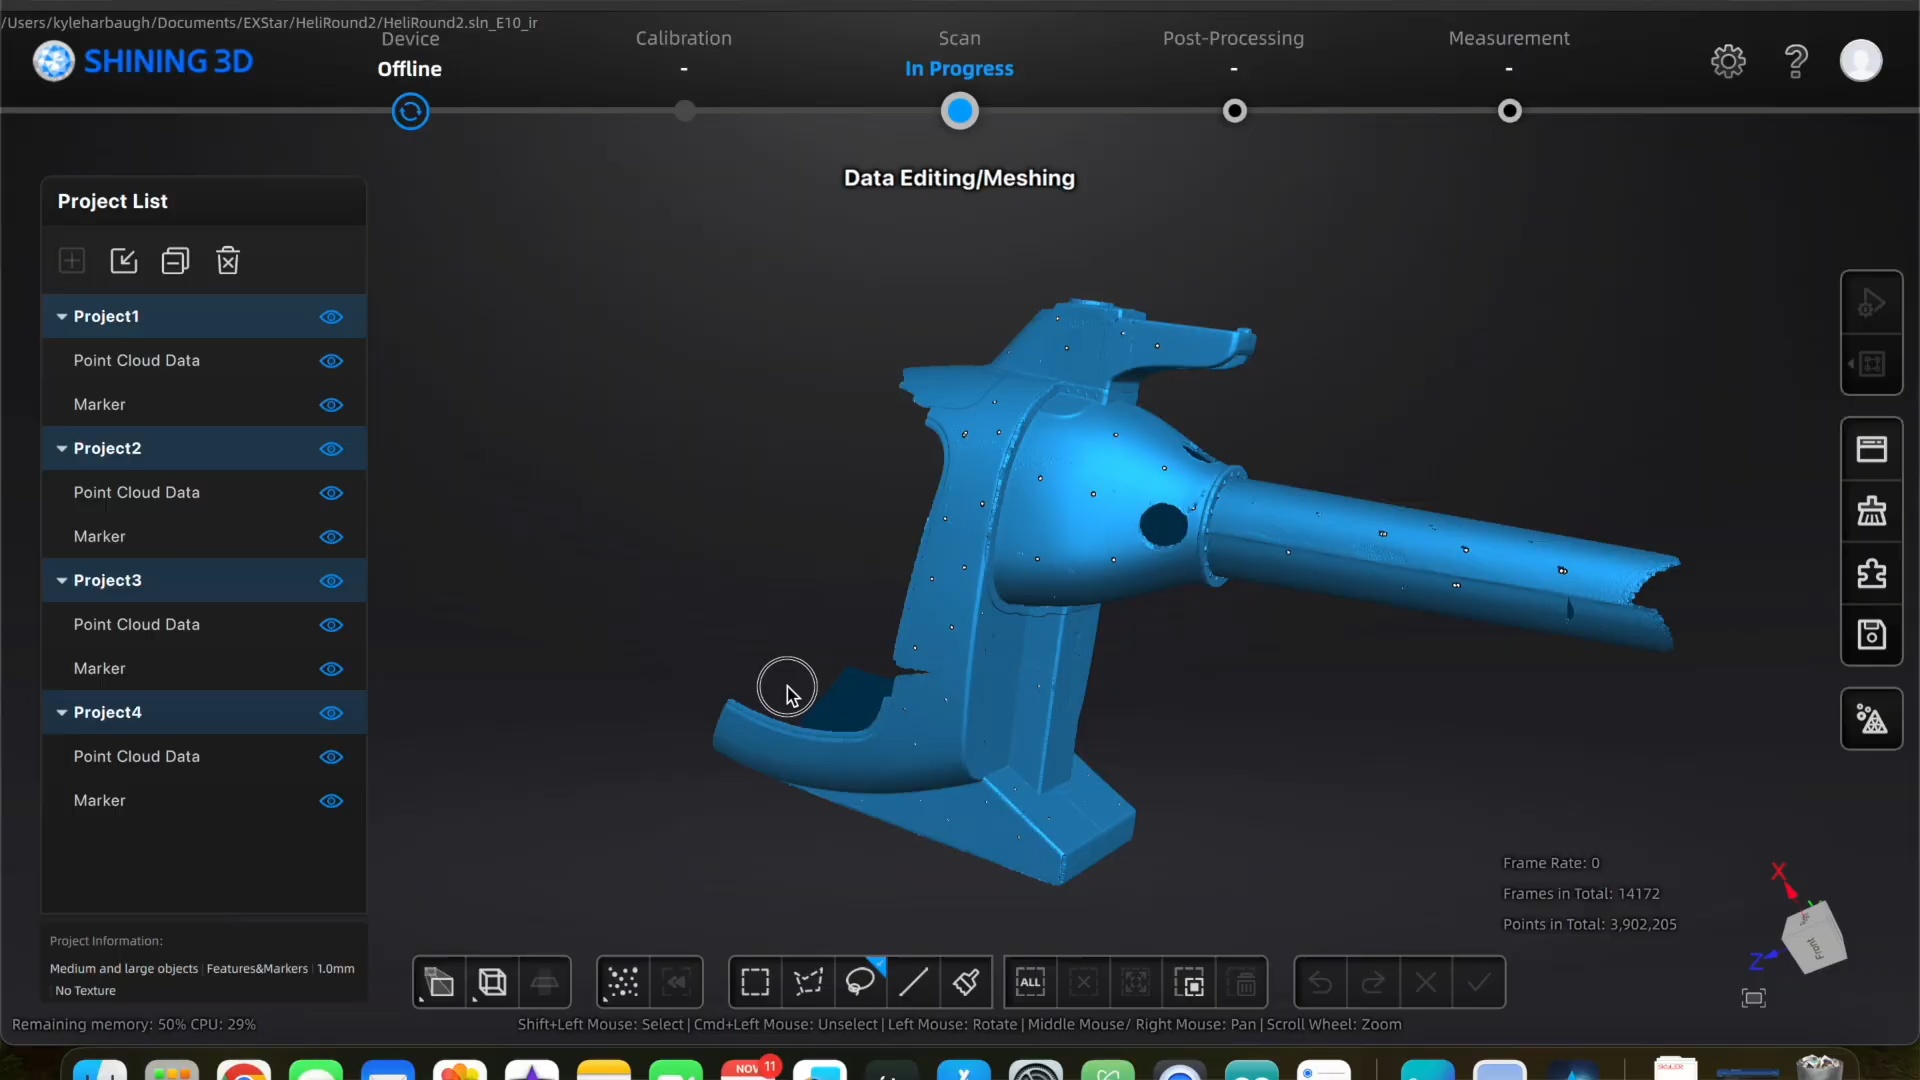 /Users/kyleharbaugh/Documents/EXStar/HeliRound2/HeliRound2.sln_E10_ir
SHINING 3D
Device
Offline
Calibration
-
Scan
In Progress
Post-Processing
-
Measurement
-
Data Editing/Meshing
Project List
Project1
Point Cloud Data
Marker
Project2
Point Cloud Data
Marker
Project3
Point Cloud Data
Marker
Project4
Point Cloud Data
Marker
Frame Rate: 0
Frames in Total: 14172
Points in Total: 3,902,205
X
Z
Front
Project Information:
Medium and large objects | Features&Markers | 1.0mm
No Texture
ALL
Remaining memory: 50% CPU: 29%
Shift+Left Mouse: Select | Cmd+Left Mouse: Unselect | Left Mouse: Rotate | Middle Mouse/ Right Mouse: Pan | Scroll Wheel: Zoom
NOV
11